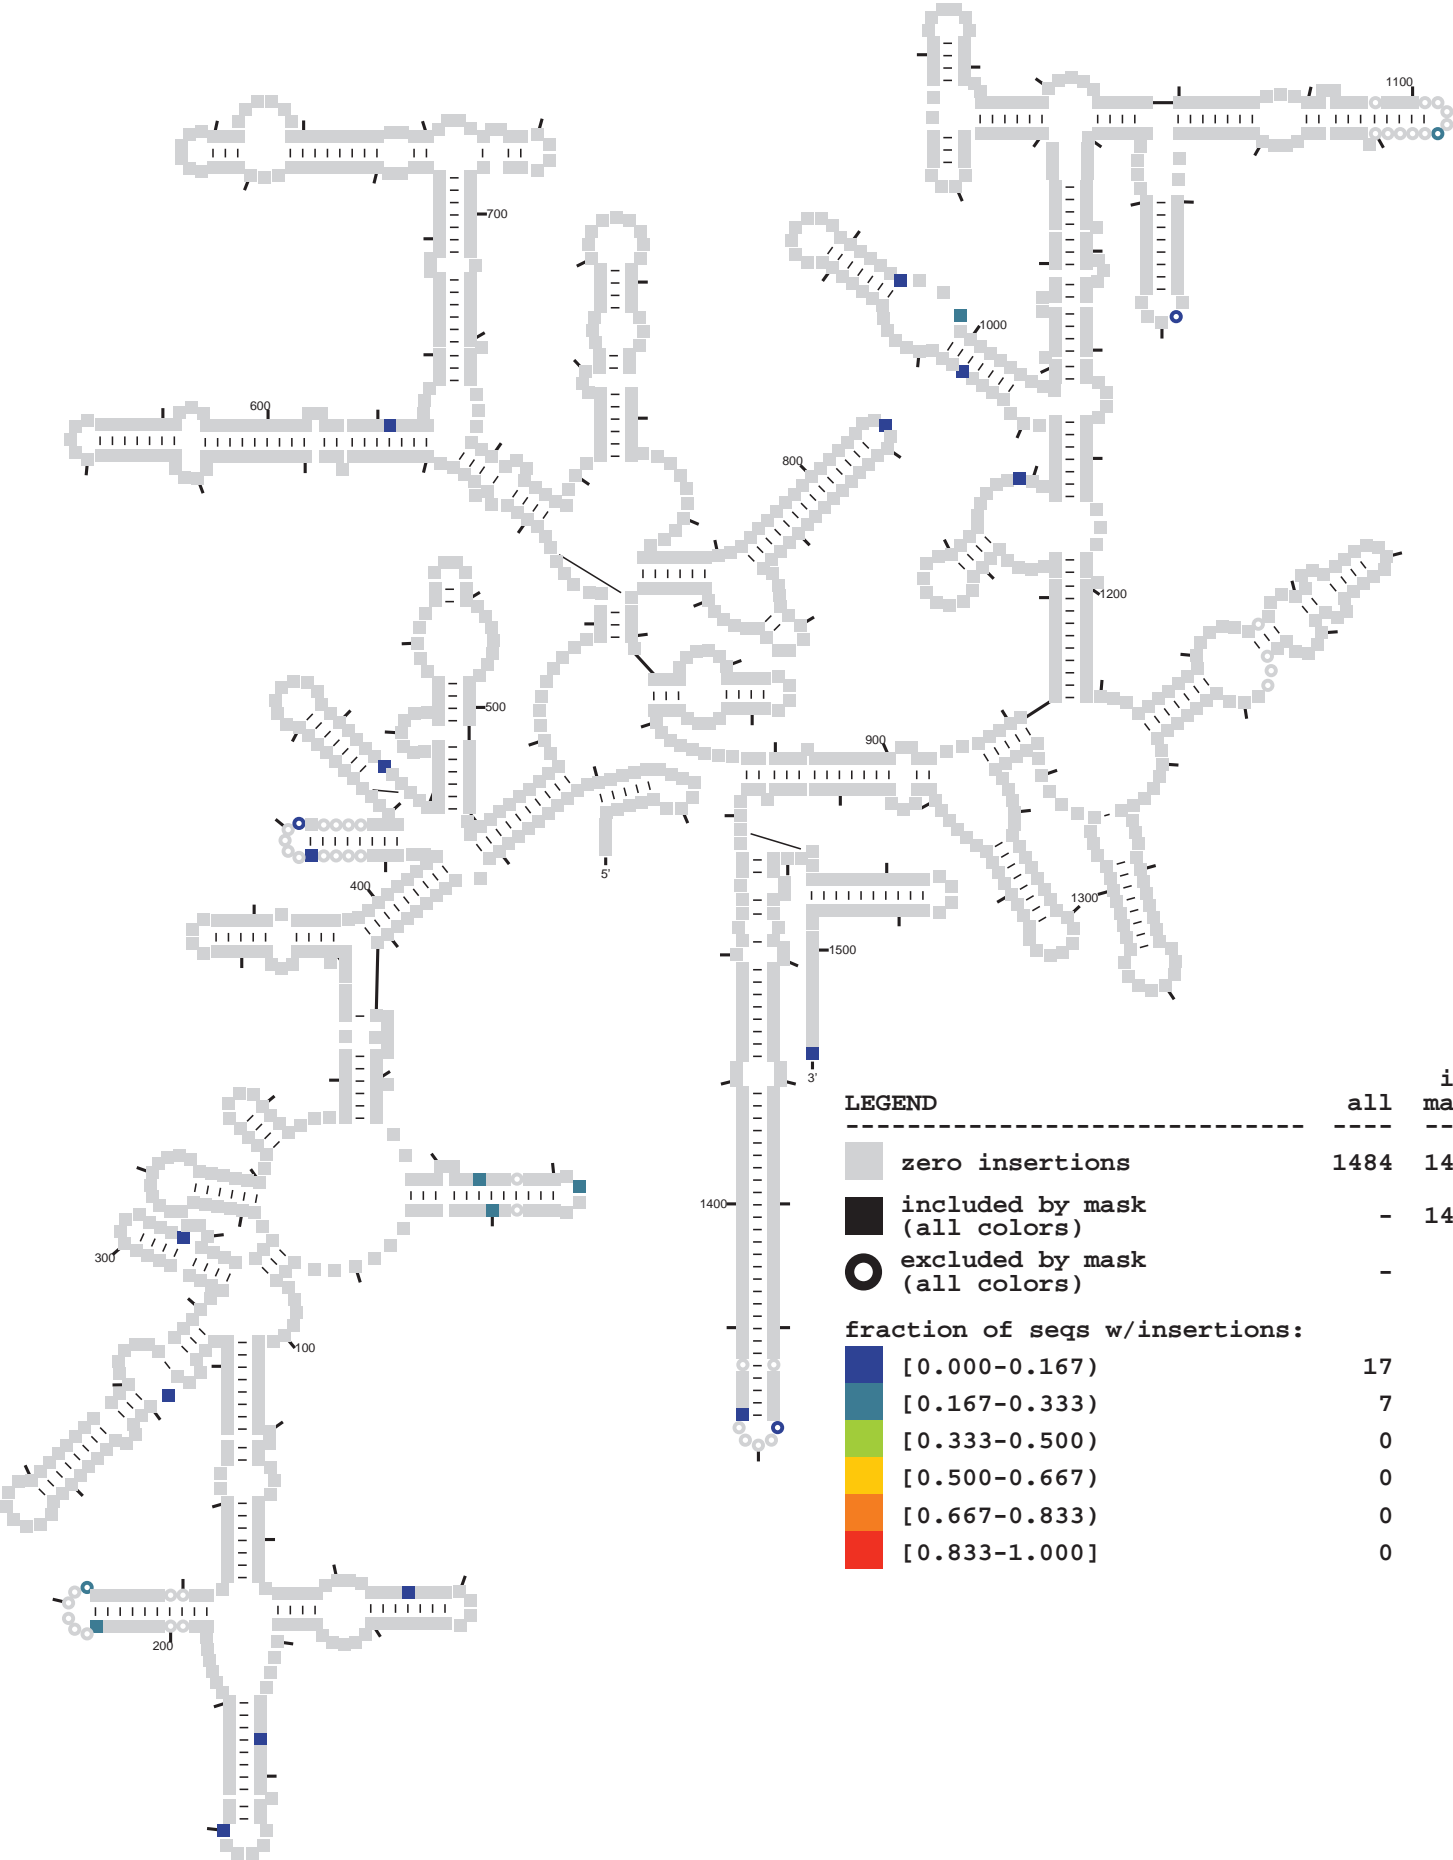 1100
700
1000
600
800
1200
500
900
400
5'
1300
1500
3'
i
LEGEND all ma
------------------------------ ---- --
zero insertions 1484 14
included by mask
(all colors) - 14
300
1400
excluded by mask
(all colors) -
fraction of seqs w/insertions:
100
[0.000-0.167) 17
[0.167-0.333) 7
[0.333-0.500) 0
[0.500-0.667) 0
[0.667-0.833) 0
[0.833-1.000] 0
200